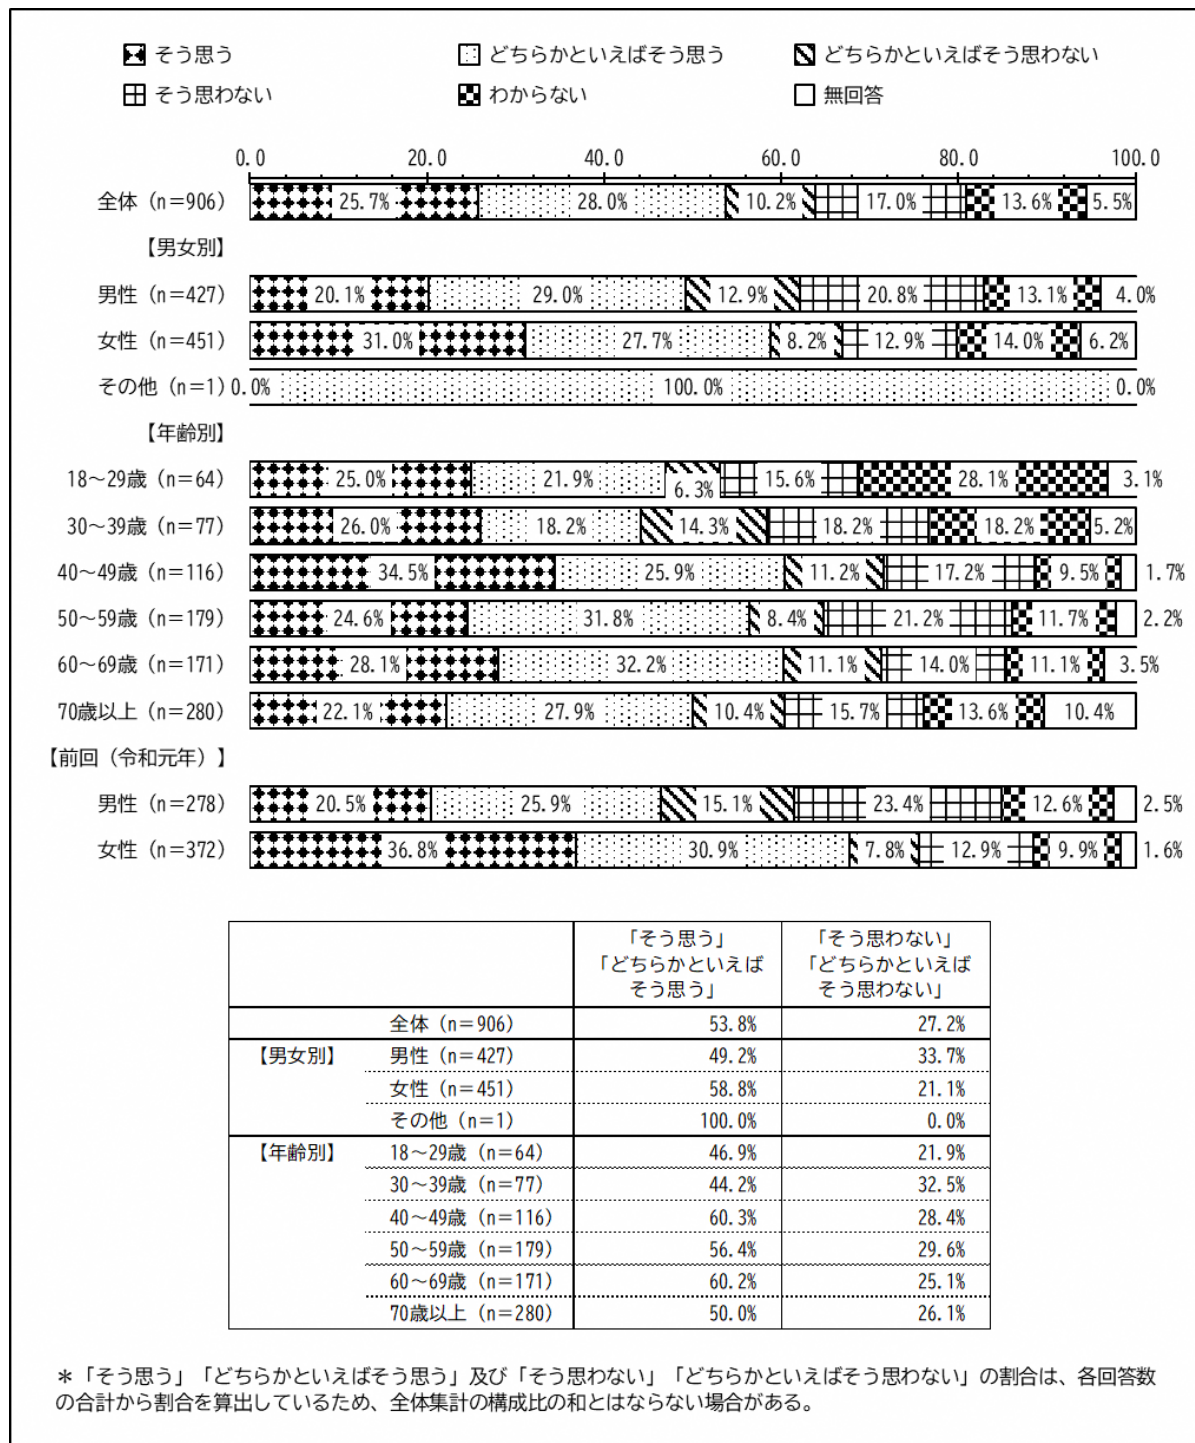 そう思う
どちらかといえばそう思う
どちらかといえばそう思わない
そう思わない
わからない
無回答
0.0 20.0 40.0 60.0 80.0 100.0
全体（n＝906） 25.7% 28.0% 10.2% 17.0% 13.6% 5.5%
【男女別】
男性（n＝427） 20.1% 29.0% 12.9% 20.8% 13.1% 4.0%
女性（n＝451） 31.0% 27.7% 8.2% 12.9% 14.0% 6.2%
その他（n＝1） 0.0% 100.0% 0.0%
【年齢別】
18～29歳（n＝64） 25.0% 21.9% 6.3% 15.6% 28.1% 3.1%
30～39歳（n＝77） 26.0% 18.2% 14.3% 18.2% 18.2% 5.2%
40～49歳（n＝116） 34.5% 25.9% 11.2% 17.2% 9.5% 1.7%
50～59歳（n＝179） 24.6% 31.8% 8.4% 21.2% 11.7% 2.2%
60～69歳（n＝171） 28.1% 32.2% 11.1% 14.0% 11.1% 3.5%
70歳以上（n＝280） 22.1% 27.9% 10.4% 15.7% 13.6% 10.4%
【前回（令和元年）】
男性（n＝278） 20.5% 25.9% 15.1% 23.4% 12.6% 2.5%
女性（n＝372） 36.8% 30.9% 7.8% 12.9% 9.9% 1.6%
「そう思う」
「どちらかといえば
そう思う」
「そう思わない」
「どちらかといえば
そう思わない」
全体（n＝906） 53.8% 27.2%
【男女別】 男性（n＝427） 49.2% 33.7%
女性（n＝451） 58.8% 21.1%
その他（n＝1） 100.0% 0.0%
【年齢別】 18～29歳（n＝64） 46.9% 21.9%
30～39歳（n＝77） 44.2% 32.5%
40～49歳（n＝116） 60.3% 28.4%
50～59歳（n＝179） 56.4% 29.6%
60～69歳（n＝171） 60.2% 25.1%
70歳以上（n＝280） 50.0% 26.1%
＊「そう思う」「どちらかといえばそう思う」及び「そう思わない」「どちらかといえばそう思わない」の割合は、各回答数
の合計から割合を算出しているため、全体集計の構成比の和とはならない場合がある。